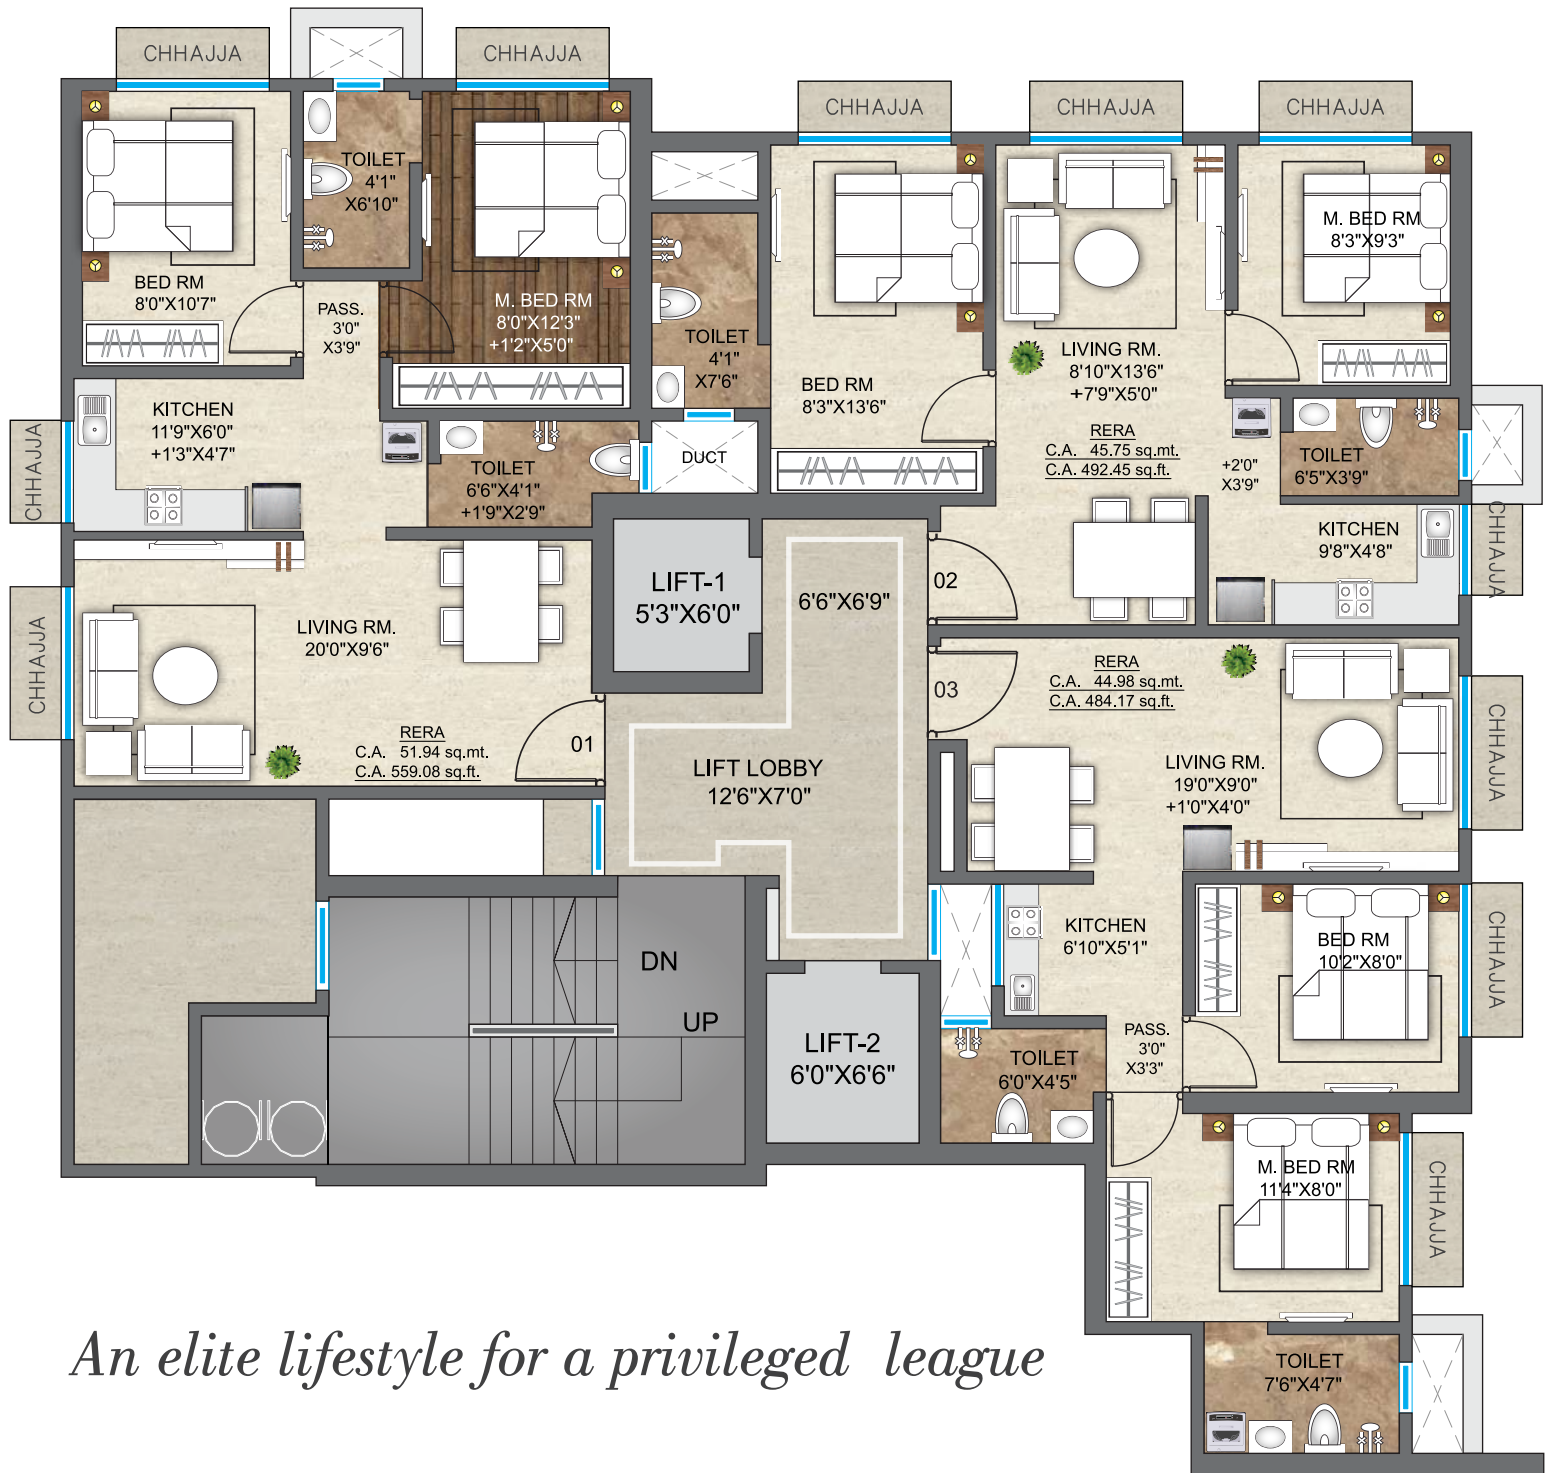 CHHAJJA
CHHAJJA
CHHAJJA
CHHAJJA
CHHAJJA
TOILET
4'1"
X6'10"
BED RM
8'0"X10'7"
PASS.
3'0"
X3'9"
M. BED RM
8'0"X12'3"
+1'2"X5'0"
TOILET
4'1"
X7'6"
BED RM
8'3"X13'6"
LIVING RM.
8'10"X13'6"
+7'9"X5'0"
RERA
C.A. 45.75 sq.mt.
C.A. 492.45 sq.ft.
M. BED RM
8'3"X9'3"
KITCHEN
11'9"X6'0"
+1'3"X4'7"
CHHAJJA
TOILET
6'6"X4'1"
+1'9"X2'9"
DUCT
+2'0"
X3'9"
TOILET
6'5"X3'9"
KITCHEN
9'8"X4'8"
CHHAJJA
LIFT-1
5'3"X6'0"
6'6"X6'9"
02
CHHAJJA
LIVING RM.
20'0"X9'6"
RERA
C.A. 51.94 sq.mt.
C.A. 559.08 sq.ft.
01
03
RERA
C.A. 44.98 sq.mt.
C.A. 484.17 sq.ft.
LIFT LOBBY
12'6"X7'0"
LIVING RM.
19'0"X9'0"
+1'0"X4'0"
CHHAJJA
KITCHEN
6'10"X5'1"
BED RM
10'2"X8'0"
CHHAJJA
DN
UP
LIFT-2
6'0"X6'6"
TOILET
6'0"X4'5"
PASS.
3'0"
X3'3"
M. BED RM
11'4"X8'0"
CHHAJJA
TOILET
7'6"X4'7"
An elite lifestyle for a privileged league